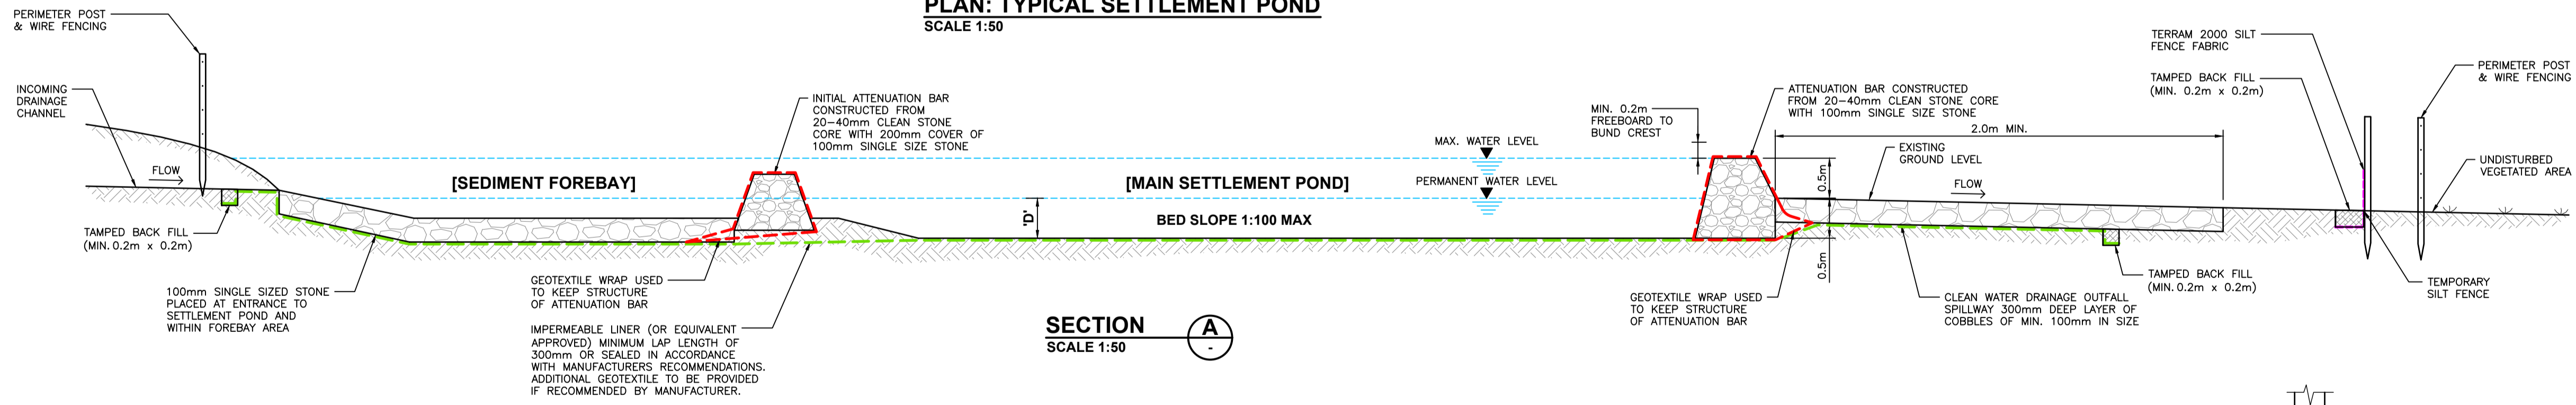 PLAN: TYPICAL SETTLEMENT POND
SCALE 1:50
PERIMETER POST
& WIRE FENCING
INCOMING
DRAINAGE
CHANNEL
FLOW
TAMPED BACK FILL
(MIN. 0.2m x 0.2m)
100mm SINGLE SIZED STONE
PLACED AT ENTRANCE TO
SETTLEMENT POND AND
WITHIN FOREBAY AREA
[SEDIMENT FOREBAY]
INITIAL ATTENUATION BAR
CONSTRUCTED FROM
20-40mm CLEAN STONE
CORE WITH 200mm COVER OF
100mm SINGLE SIZE STONE
GEOTEXTILE WRAP USED
TO KEEP STRUCTURE
OF ATTENUATION BAR
IMPERMEABLE LINER (OR EQUIVALENT
APPROVED) MINIMUM LAP LENGTH OF
300mm OR SEALED IN ACCORDANCE
WITH MANUFACTURERS RECOMMENDATIONS.
ADDITIONAL GEOTEXTILE TO BE PROVIDED
IF RECOMMENDED BY MANUFACTURER.
'D'
[MAIN SETTLEMENT POND]
BED SLOPE 1:100 MAX
MAX. WATER LEVEL
PERMANENT WATER LEVEL
MIN. 0.2m
FREEBOARD TO
BUND CREST
ATTENUATION BAR CONSTRUCTED
FROM 20-40mm CLEAN STONE CORE
WITH 100mm SINGLE SIZE STONE
2.0m MIN.
EXISTING
GROUND LEVEL
FLOW
0.5m
0.5m
GEOTEXTILE WRAP USED
TO KEEP STRUCTURE
OF ATTENUATION BAR
CLEAN WATER DRAINAGE OUTFALL
SPILLWAY 300mm DEEP LAYER OF
COBBLES OF MIN. 100mm IN SIZE
TAMPED BACK FILL
(MIN. 0.2m x 0.2m)
TERRAM 2000 SILT
FENCE FABRIC
TAMPED BACK FILL
(MIN. 0.2m x 0.2m)
PERIMETER POST
& WIRE FENCING
UNDISTURBED
VEGETATED AREA
TEMPORARY
SILT FENCE
SECTION A
SCALE 1:50 -